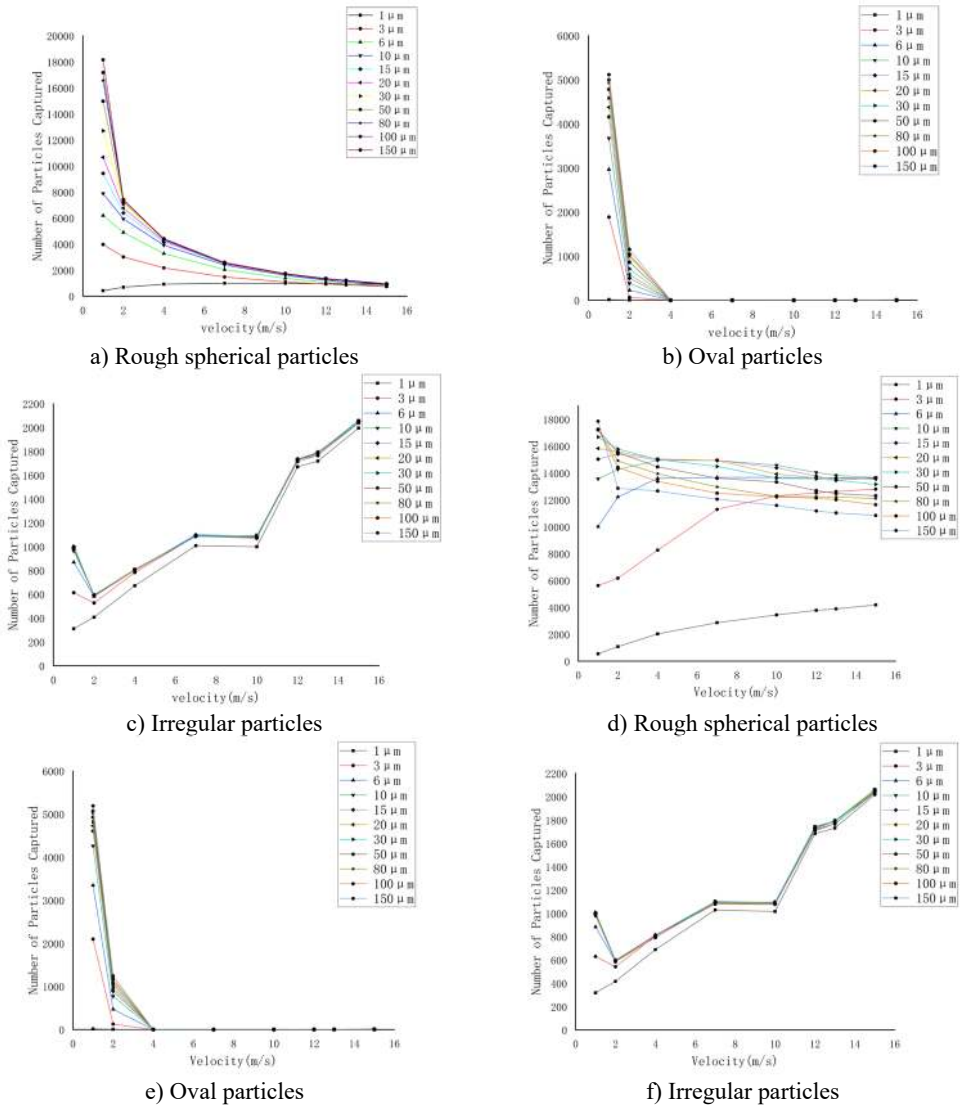 20000
18000
16000
14000
12000
10000
8000
6000
4000
2000
0
0 2 4 6 8 10 12 14 16
Number of Particles Captured
velocity(m/s)
1 μm
3 μm
6 μm
10 μm
15 μm
20 μm
30 μm
50 μm
80 μm
100 μm
150 μm
a) Rough spherical particles
6000
5000
4000
3000
2000
1000
0
0 2 4 6 8 10 12 14 16
Number of Particles Captured
velocity(m/s)
1 μm
3 μm
6 μm
10 μm
15 μm
20 μm
30 μm
50 μm
80 μm
100 μm
150 μm
b) Oval particles
2200
2000
1800
1600
1400
1200
1000
800
600
400
200
0
0 2 4 6 8 10 12 14 16
Number of Particles Captured
velocity(m/s)
1 μm
3 μm
6 μm
10 μm
15 μm
20 μm
30 μm
50 μm
80 μm
100 μm
150 μm
c) Irregular particles
18000
16000
14000
12000
10000
8000
6000
4000
2000
0
0 2 4 6 8 10 12 14 16
Number of Particles Captured
Velocity(m/s)
1 μm
3 μm
6 μm
10 μm
15 μm
20 μm
30 μm
50 μm
80 μm
100 μm
150 μm
d) Rough spherical particles
6000
5000
4000
3000
2000
1000
0
0 2 4 6 8 10 12 14 16
Number of Particles Captured
Velocity(m/s)
1 μm
3 μm
6 μm
10 μm
15 μm
20 μm
30 μm
50 μm
80 μm
100 μm
150 μm
e) Oval particles
2200
2000
1800
1600
1400
1200
1000
800
600
400
200
0
0 2 4 6 8 10 12 14 16
Number of Particles Captured
Velocity(m/s)
1 μm
3 μm
6 μm
10 μm
15 μm
20 μm
30 μm
50 μm
80 μm
100 μm
150 μm
f) Irregular particles